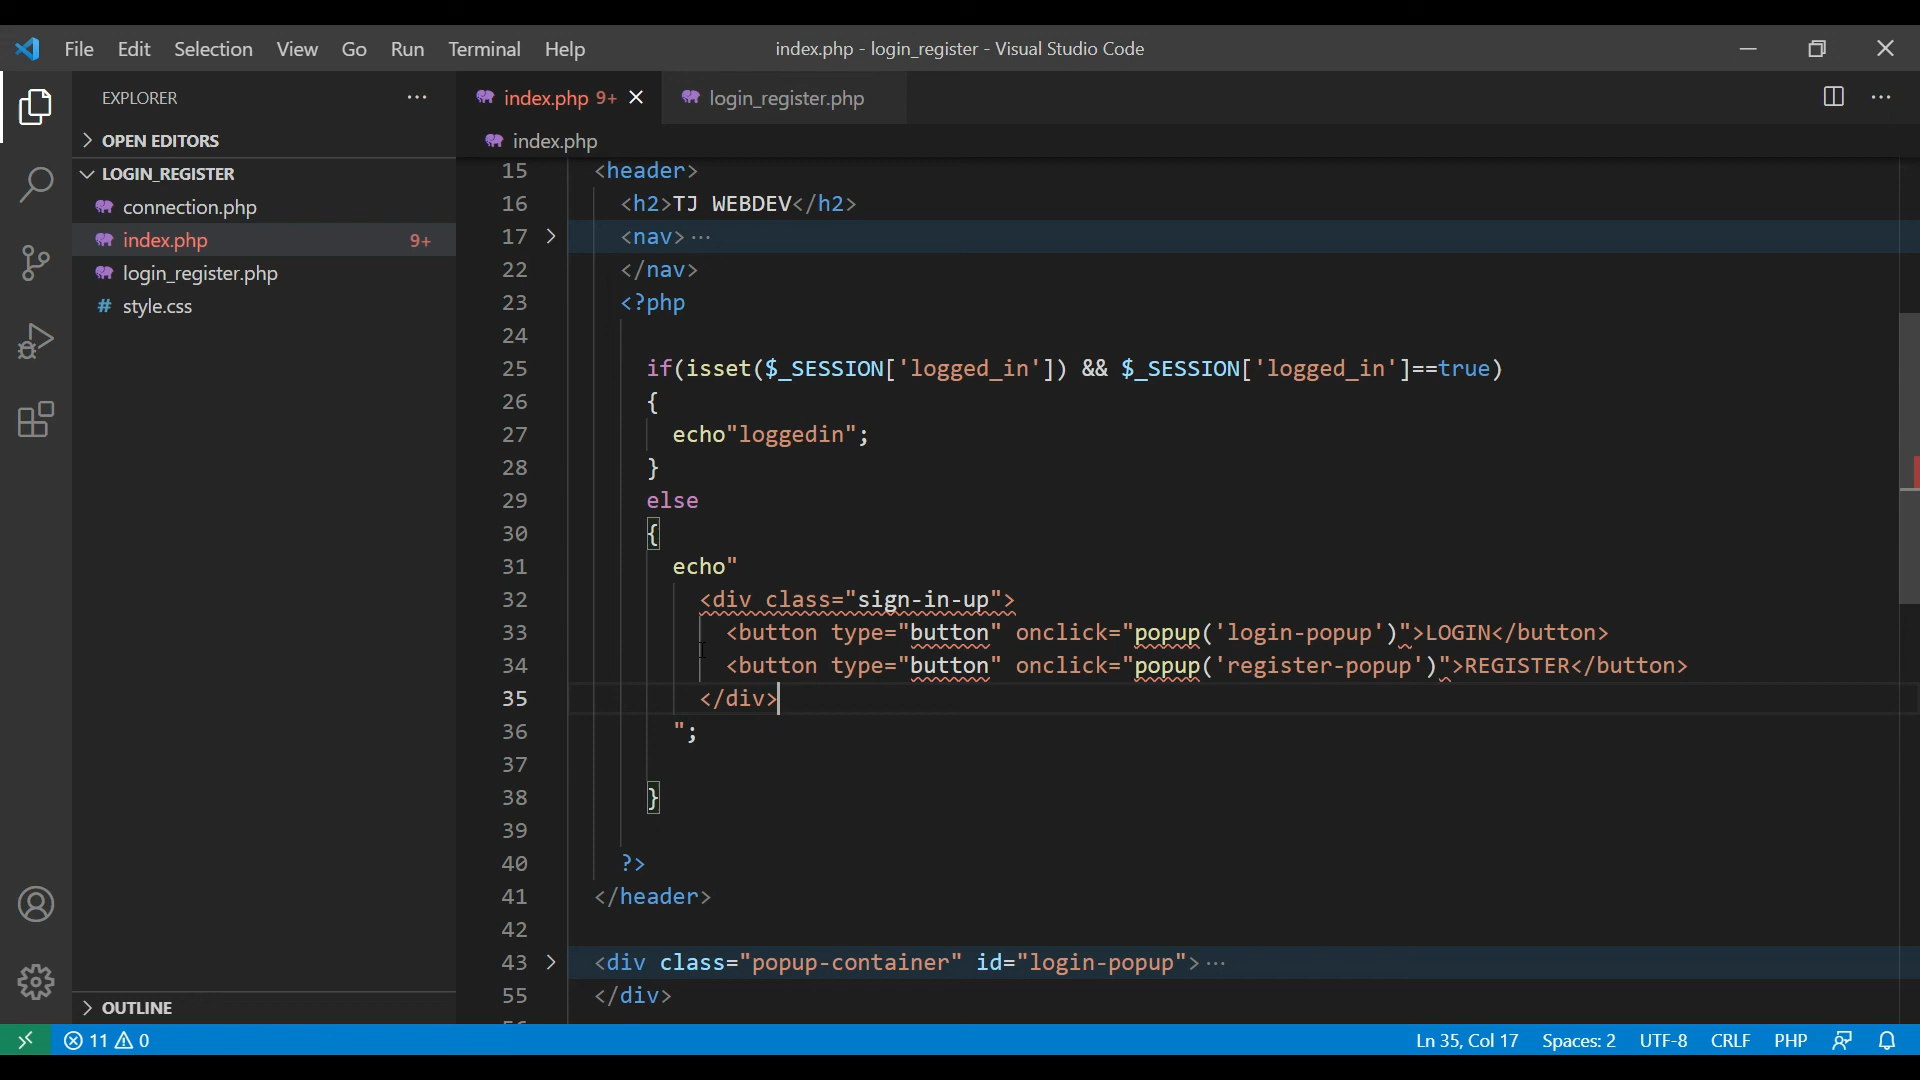 File Edit Selection View Go Run Terminal Help
index.php - login_register - Visual Studio Code
EXPLORER
OPEN EDITORS
LOGIN_REGISTER
connection.php
index.php 9+
login_register.php
style.css
OUTLINE
index.php 9+
login_register.php
index.php
15 <header>
16 <h2>TJ WEBDEV</h2>
17 <nav>
22 </nav>
23 <?php
24
25 if(isset($_SESSION['logged_in']) && $_SESSION['logged_in']==true)
26 {
27 echo"loggedin";
28 }
29 else
30 {
31 echo"
32 <div class="sign-in-up">
33 <button type="button" onclick="popup('login-popup')">LOGIN</button>
34 <button type="button" onclick="popup('register-popup')">REGISTER</button>
35 </div>
36 ";
37
38 }
39
40 ?>
41 </header>
42
43 <div class="popup-container" id="login-popup">
55 </div>
11 0
Ln 35, Col 17 Spaces: 2 UTF-8 CRLF PHP